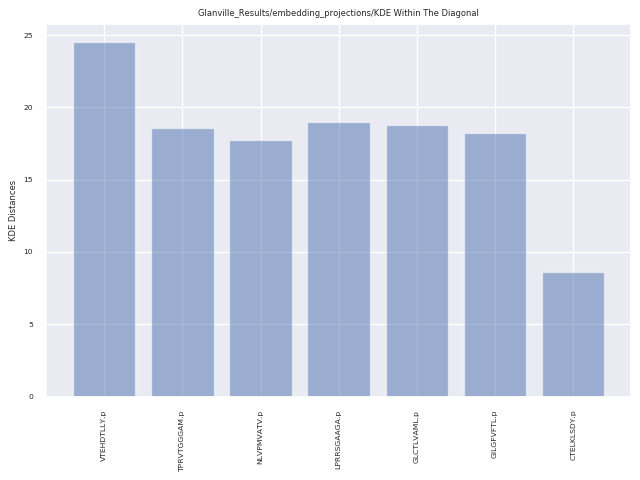 Glanville_Results/embedding_projections/KDE Within The Diagonal
25
20
15
10
5
0
KDE Distances
VTEHDTLLY.p
TPRVTGGGAM.p
NLVPMVATV.p
LPRRSGAAGA.p
GLCTLVAML.p
GILGFVFTL.p
CTELKLSDY.p